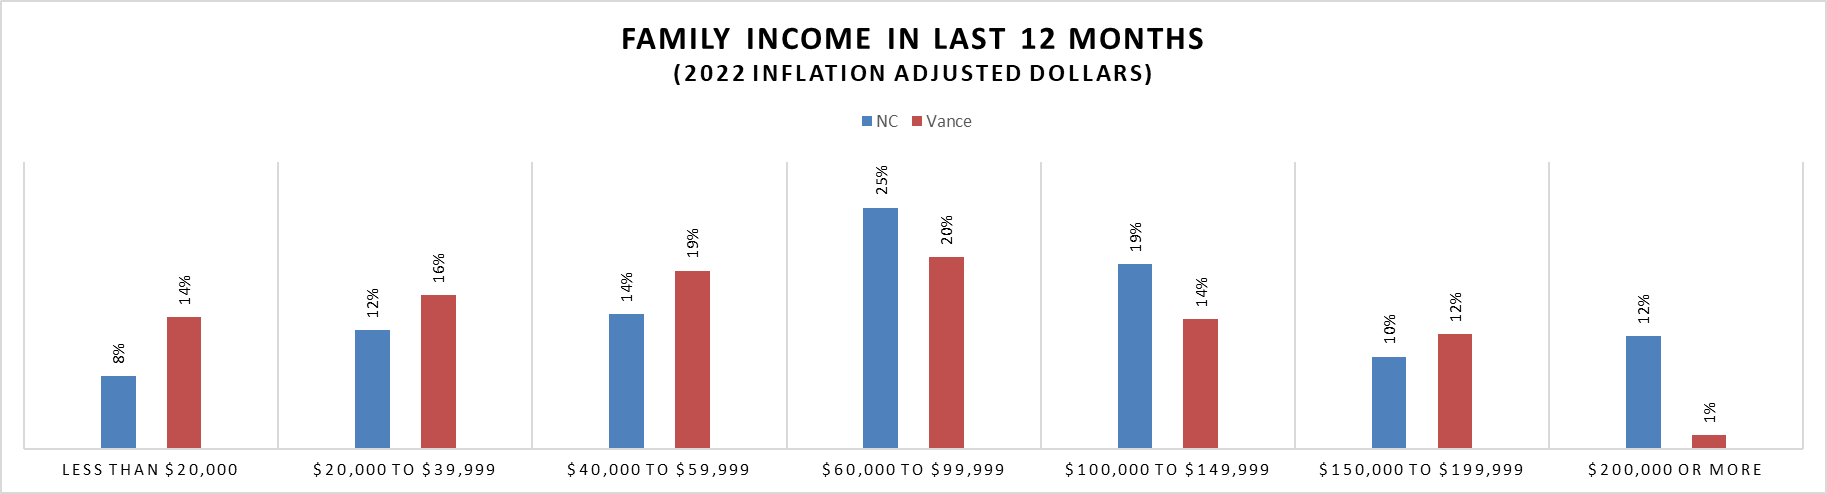 FAMILY INCOME IN LAST 12 MONTHS
(2022 INFLATION ADJUSTED DOLLARS)
NC Vance
8% 14% 12% 16% 14% 19% 25% 20% 19% 14% 10% 12% 12% 1%
LESS THAN $20,000 $20,000 TO $39,999 $40,000 TO $59,999 $60,000 TO $99,999 $100,000 TO $149,999 $150,000 TO $199,999 $200,000 OR MORE